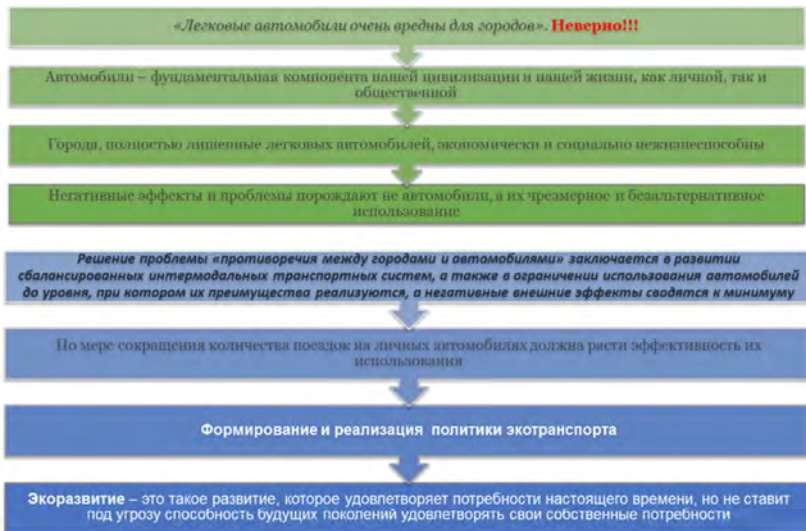 «Легковые автомобили очень вредны для городов». Неверно!!!
Автомобили – фундаментальная компонента нашей цивилизации и нашей жизни, как личной, так и
общественной
Города, полностью лишенные легковых автомобилей, экономически и социально нежизнеспособны
Негативные эффекты и проблемы порождают не автомобили, а их чрезмерное и безальтернативное
использование
Решение проблемы «противоречия между городами и автомобилями» заключается в развитии
сбалансированных интермодальных транспортных систем, а также в ограничении использования автомобилей
до уровня, при котором их преимущества реализуются, а негативные внешние эффекты сводятся к минимуму
По мере сокращения количества поездок на личных автомобилях должна расти эффективность их
использования
Формирование и реализация политики экотранспорта
Экоразвитие – это такое развитие, которое удовлетворяет потребности настоящего времени, но не ставит
под угрозу способность будущих поколений удовлетворять свои собственные потребности